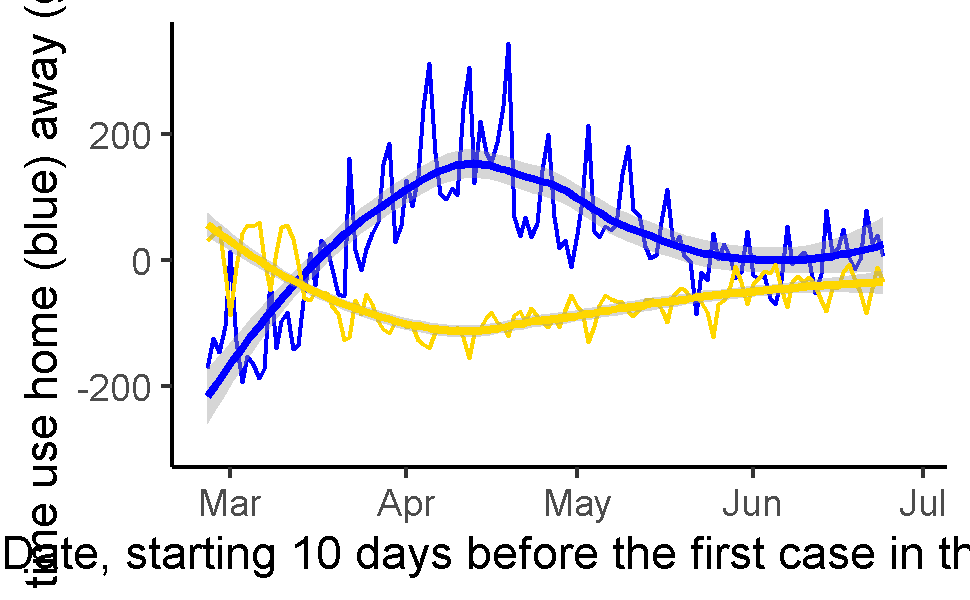 time use home (blue) away (
200
0
-200
Mar Apr May Jun Jul
Date, starting 10 days before the first case in th